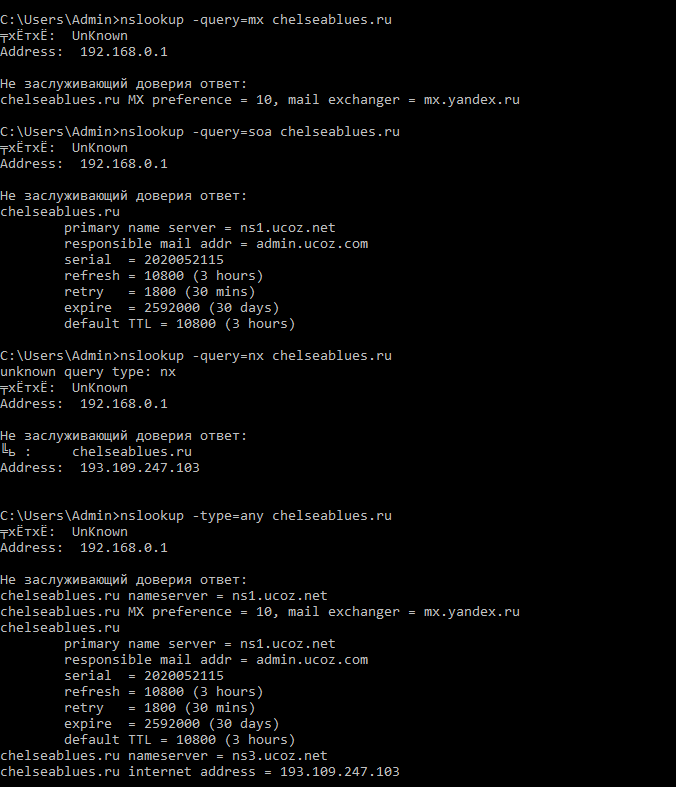 C:\Users\Admin>nslookup -query=mx chelseablues.ru
╤хЁтхЁ:  UnKnown
Address:  192.168.0.1
Не заслуживающий доверия ответ:
chelseablues.ru MX preference = 10, mail exchanger = mx.yandex.ru
C:\Users\Admin>nslookup -query=soa chelseablues.ru
╤хЁтхЁ:  UnKnown
Address:  192.168.0.1
Не заслуживающий доверия ответ:
chelseablues.ru
        primary name server = ns1.ucoz.net
        responsible mail addr = admin.ucoz.com
        serial  = 2020052115
        refresh = 10800 (3 hours)
        retry   = 1800 (30 mins)
        expire  = 2592000 (30 days)
        default TTL = 10800 (3 hours)
C:\Users\Admin>nslookup -query=nx chelseablues.ru
unknown query type: nx
╤хЁтхЁ:  UnKnown
Address:  192.168.0.1
Не заслуживающий доверия ответ:
╚ь :     chelseablues.ru
Address:  193.109.247.103
C:\Users\Admin>nslookup -type=any chelseablues.ru
╤хЁтхЁ:  UnKnown
Address:  192.168.0.1
Не заслуживающий доверия ответ:
chelseablues.ru nameserver = ns1.ucoz.net
chelseablues.ru MX preference = 10, mail exchanger = mx.yandex.ru
chelseablues.ru
        primary name server = ns1.ucoz.net
        responsible mail addr = admin.ucoz.com
        serial  = 2020052115
        refresh = 10800 (3 hours)
        retry   = 1800 (30 mins)
        expire  = 2592000 (30 days)
        default TTL = 10800 (3 hours)
chelseablues.ru nameserver = ns3.ucoz.net
chelseablues.ru internet address = 193.109.247.103